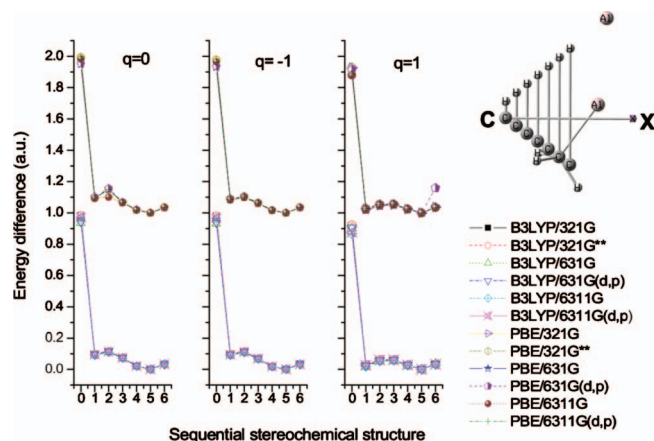 q=0
q= -1
q=1
2.0
1.8
1.6
1.4
1.2
1.0
0.8
0.6
0.4
0.2
0.0
Energy difference (a.u.)
0 1 2 3 4 5 6
0 1 2 3 4 5 6
0 1 2 3 4 5 6
Sequential stereochemical structure
H H H H H H H
C
X
C C C C C C
H
H
H
B3LYP/321G
B3LYP/321G**
B3LYP/631G
B3LYP/631G(d,p)
B3LYP/6311G
B3LYP/6311G(d,p)
PBE/321G
PBE/321G**
PBE/631G
PBE/631G(d,p)
PBE/6311G
PBE/6311G(d,p)